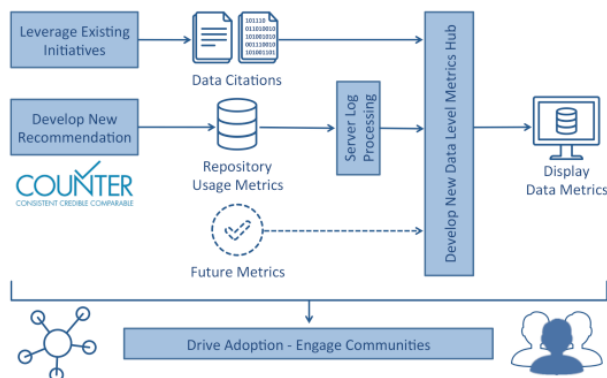 Leverage Existing
Initiatives
101110
011010010
101001010
001110010
101001101
Data Citations
Develop New
Recommendation
COUNTER
CONSISTENT CREDIBLE COMPARABLE
Repository
Usage Metrics
Server Log
Processing
Future Metrics
Develop New Data Level Metrics Hub
Display
Data Metrics
Drive Adoption - Engage Communities